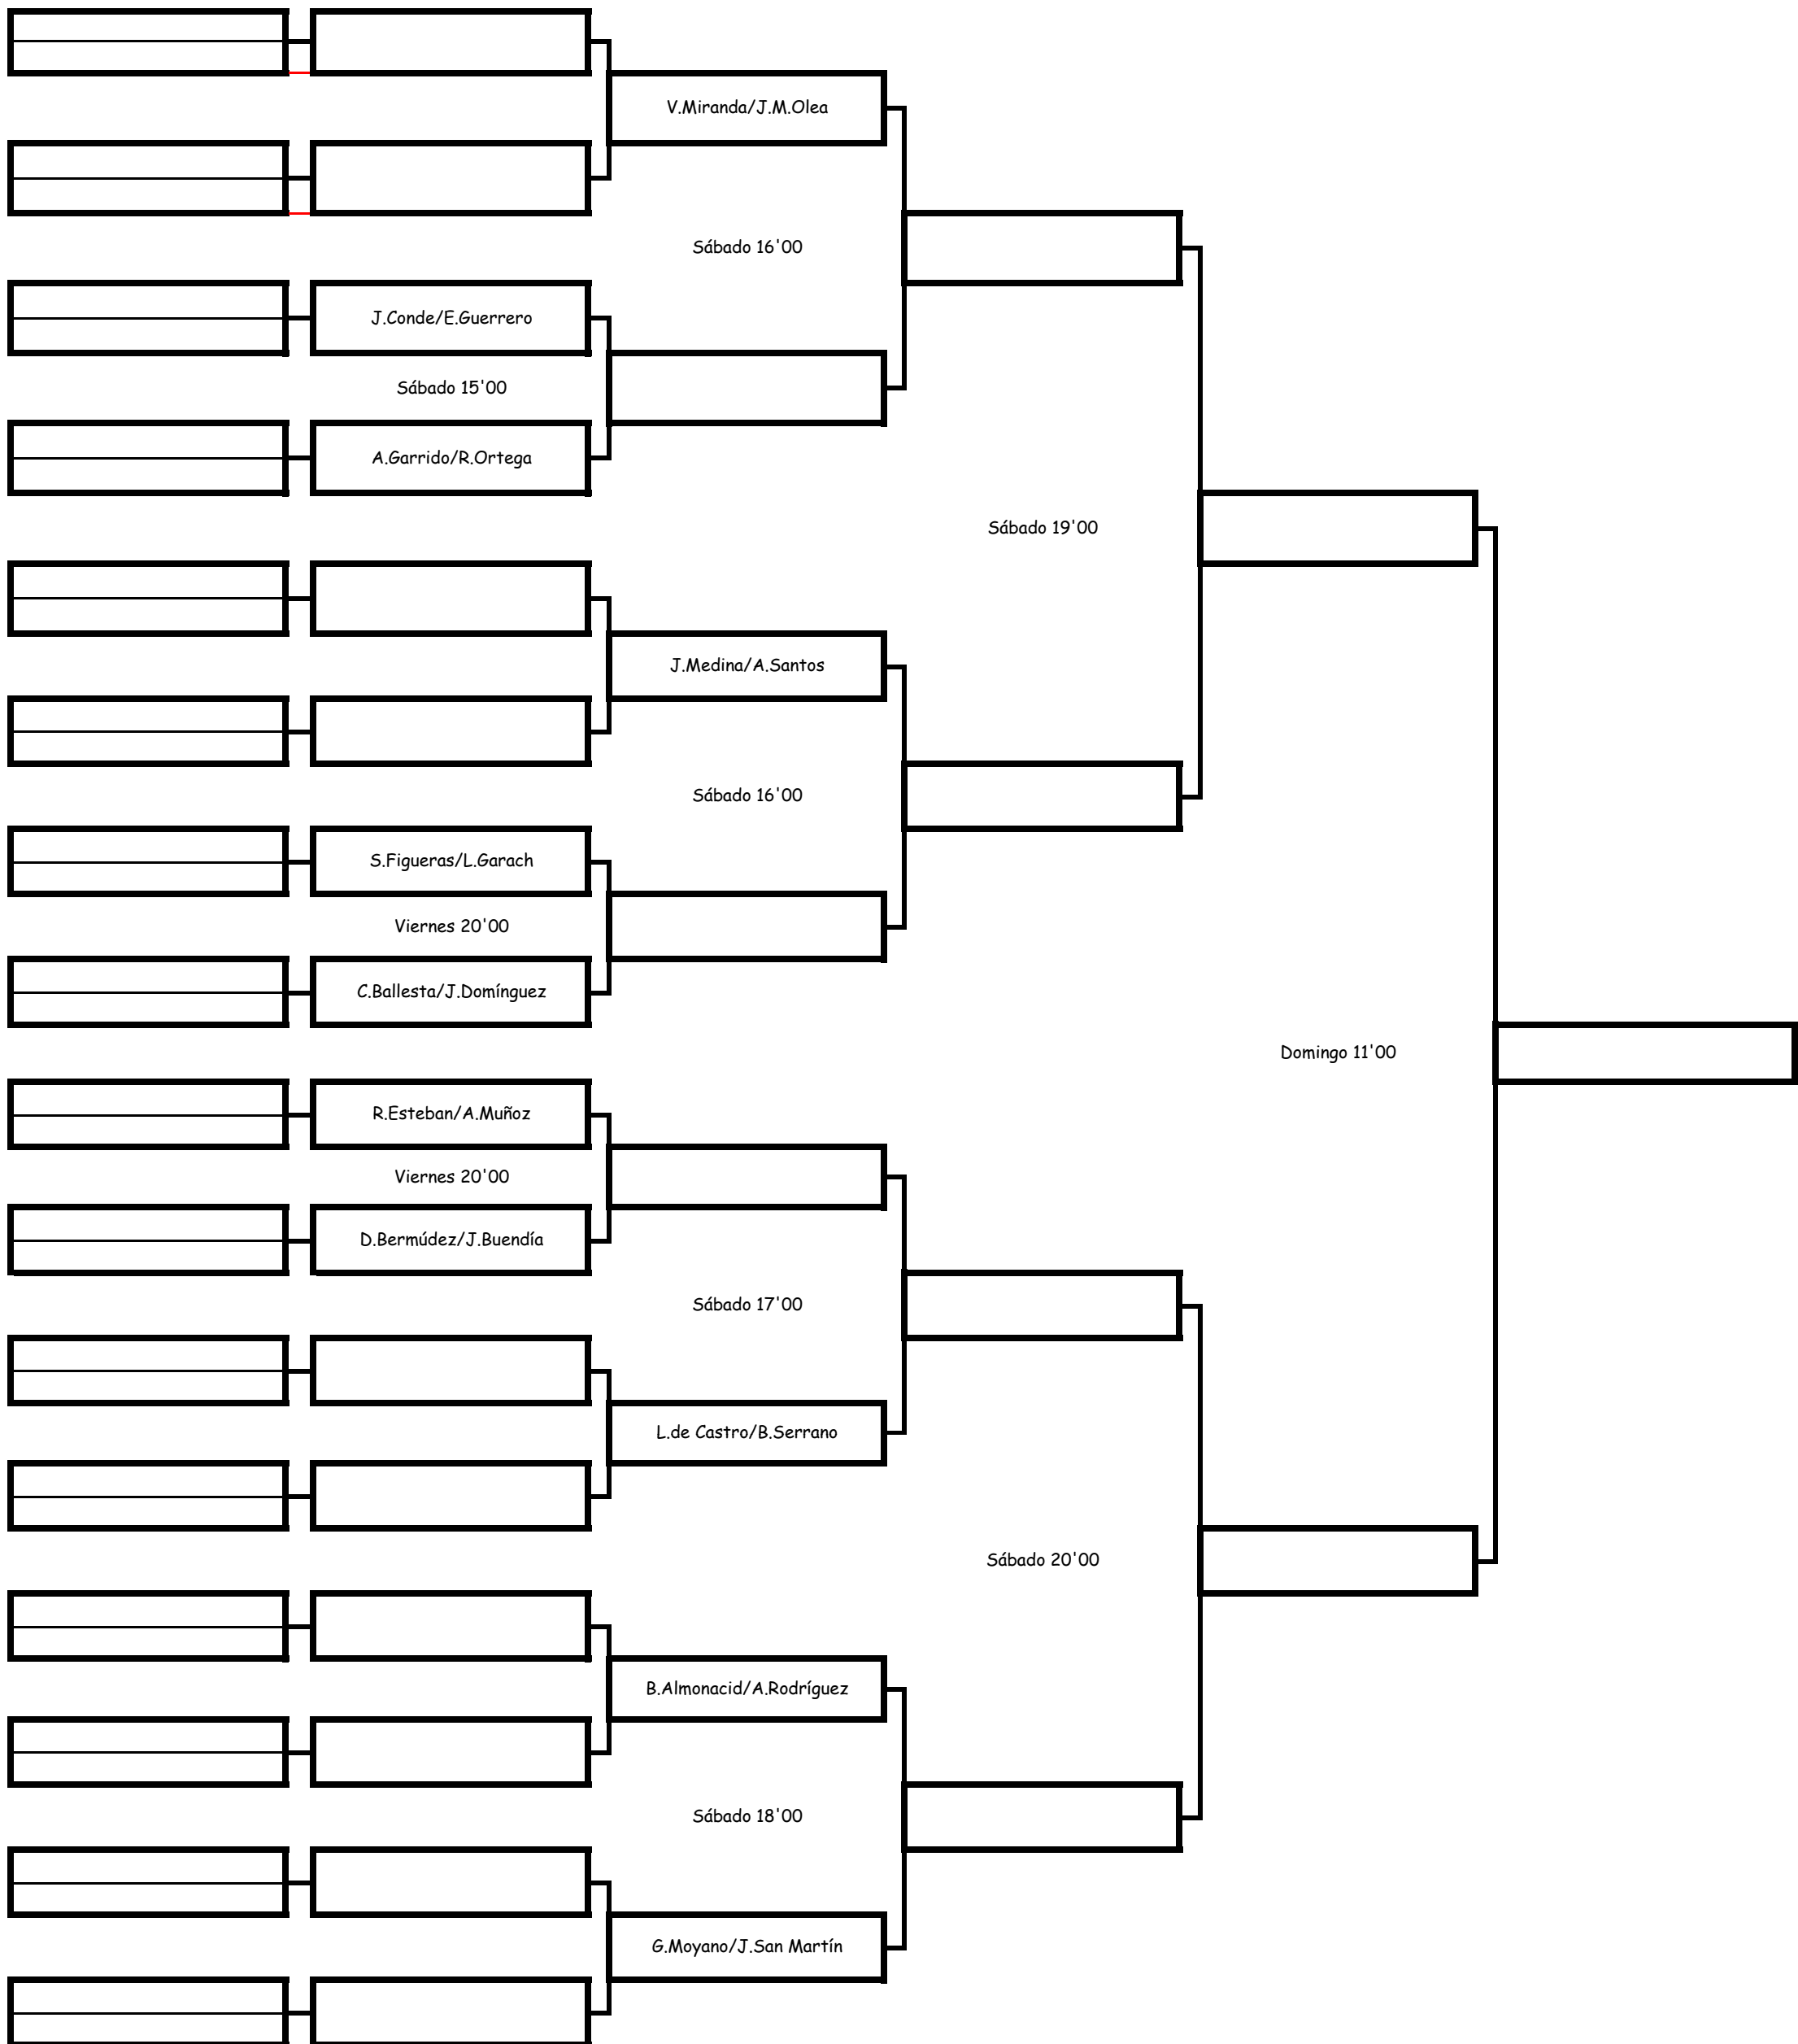 V.Miranda/J.M.Olea
Sábado 16'00
J.Conde/E.Guerrero
Sábado 15'00
A.Garrido/R.Ortega
Sábado 19'00
J.Medina/A.Santos
Sábado 16'00
S.Figueras/L.Garach
Viernes 20'00
C.Ballesta/J.Domínguez
Domingo 11'00
R.Esteban/A.Muñoz
Viernes 20'00
D.Bermúdez/J.Buendía
Sábado 17'00
L.de Castro/B.Serrano
Sábado 20'00
B.Almonacid/A.Rodríguez
Sábado 18'00
G.Moyano/J.San Martín